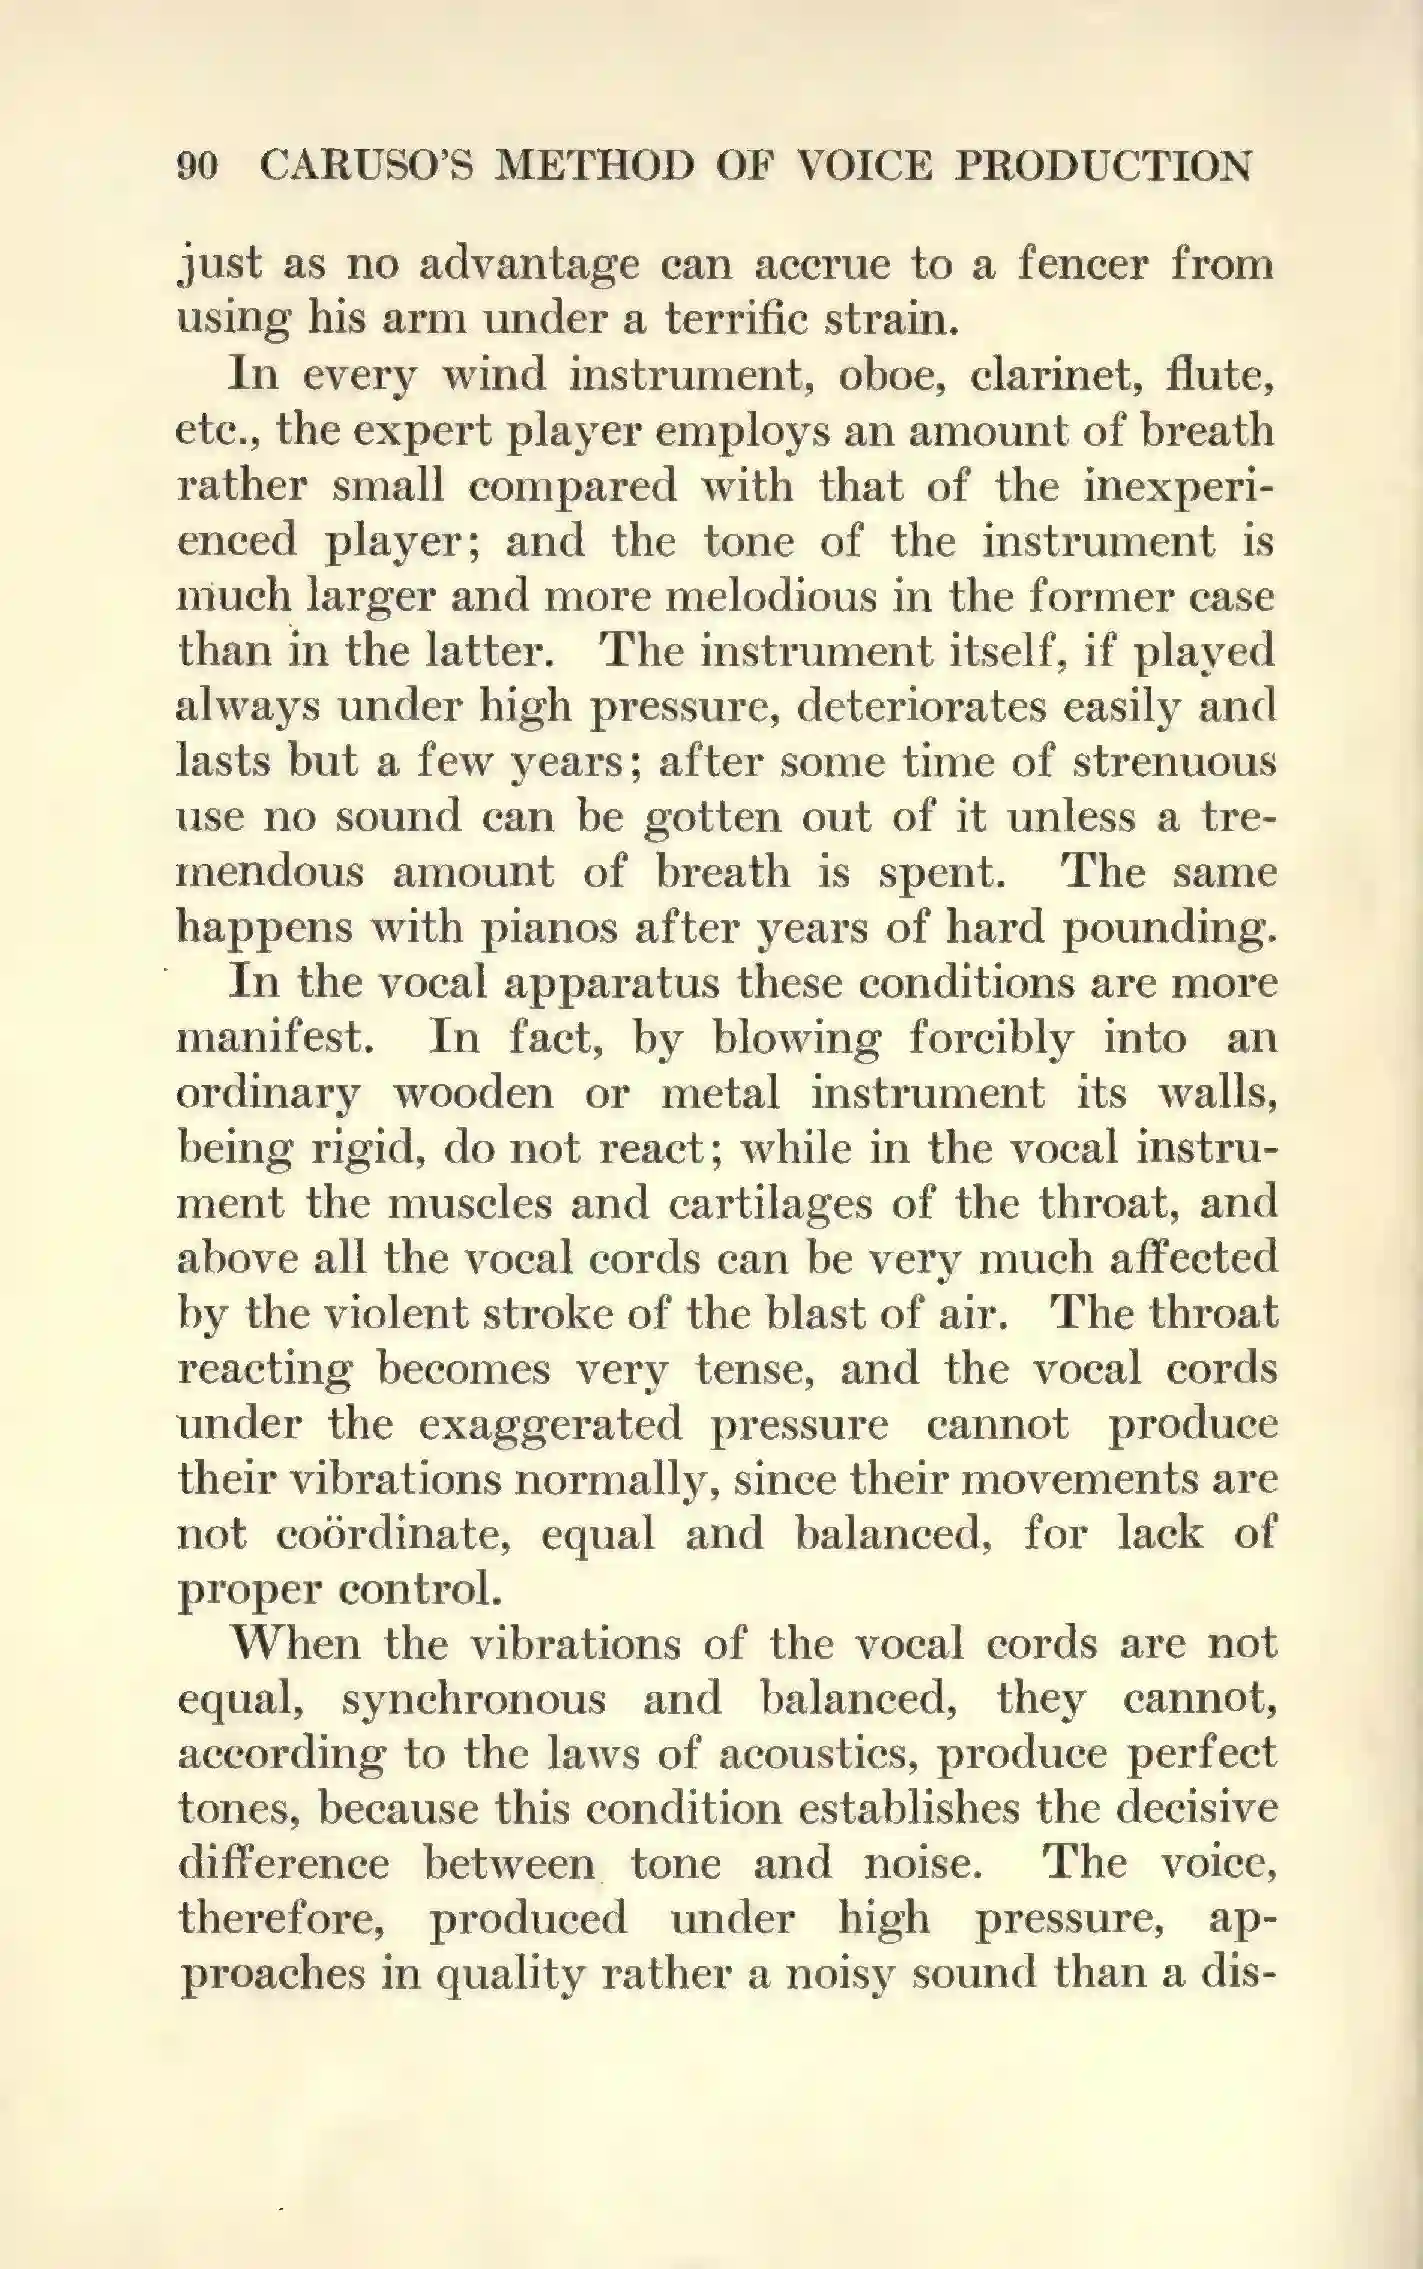 90 CARUSO'S METHOD OF VOICE PRODUCTION
just as no advantage can accrue to a fencer from
using his arm under a terrific strain.
In every wind instrument, oboe, clarinet, flute,
etc., the expert player employs an amount of breath
rather small compared with that of the inexperi-
enced player; and the tone of the instrument is
much larger and more melodious in the former case
than in the latter. The instrument itself, if played
always under high pressure, deteriorates easily and
lasts but a few years; after some time of strenuous
use no sound can be gotten out of it unless a tre-
mendous amount of breath is spent. The same
happens with pianos after years of hard pounding.
In the vocal apparatus these conditions are more
manifest. In fact, by blowing forcibly into an
ordinary wooden or metal instrument its walls,
being rigid, do not react; while in the vocal instru-
ment the muscles and cartilages of the throat, and
above all the vocal cords can be very much affected
by the violent stroke of the blast of air. The throat
reacting becomes very tense, and the vocal cords
under the exaggerated pressure cannot produce
their vibrations normally, since their movements are
not coördinate, equal and balanced, for lack of
proper control.
When the vibrations of the vocal cords are not
equal, synchronous and balanced, they cannot,
according to the laws of acoustics, produce perfect
tones, because this condition establishes the decisive
difference between tone and noise. The voice,
therefore, produced under high pressure, ap-
proaches in quality rather a noisy sound than a dis-